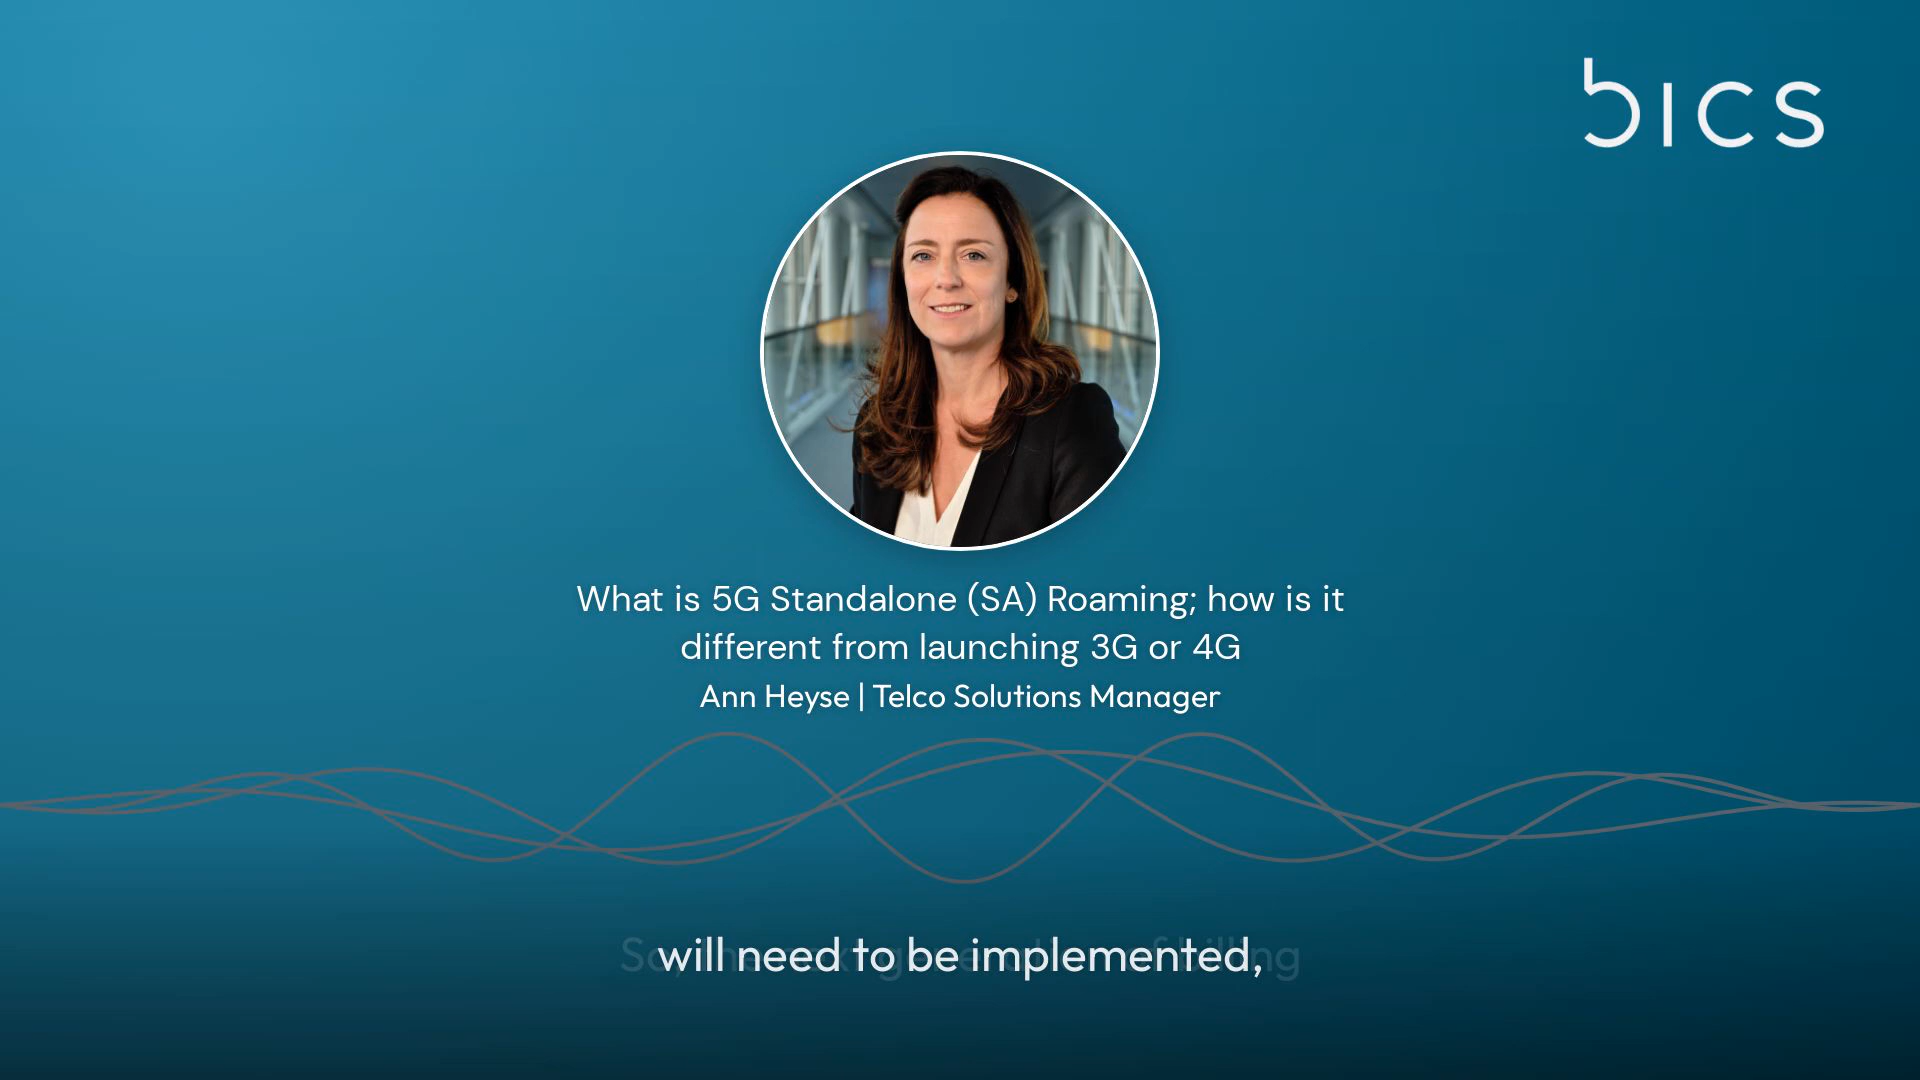 bics
What is 5G Standalone (SA) Roaming; how is it
different from launching 3G or 4G
Ann Heyse | Telco Solutions Manager
will need to be implemented,